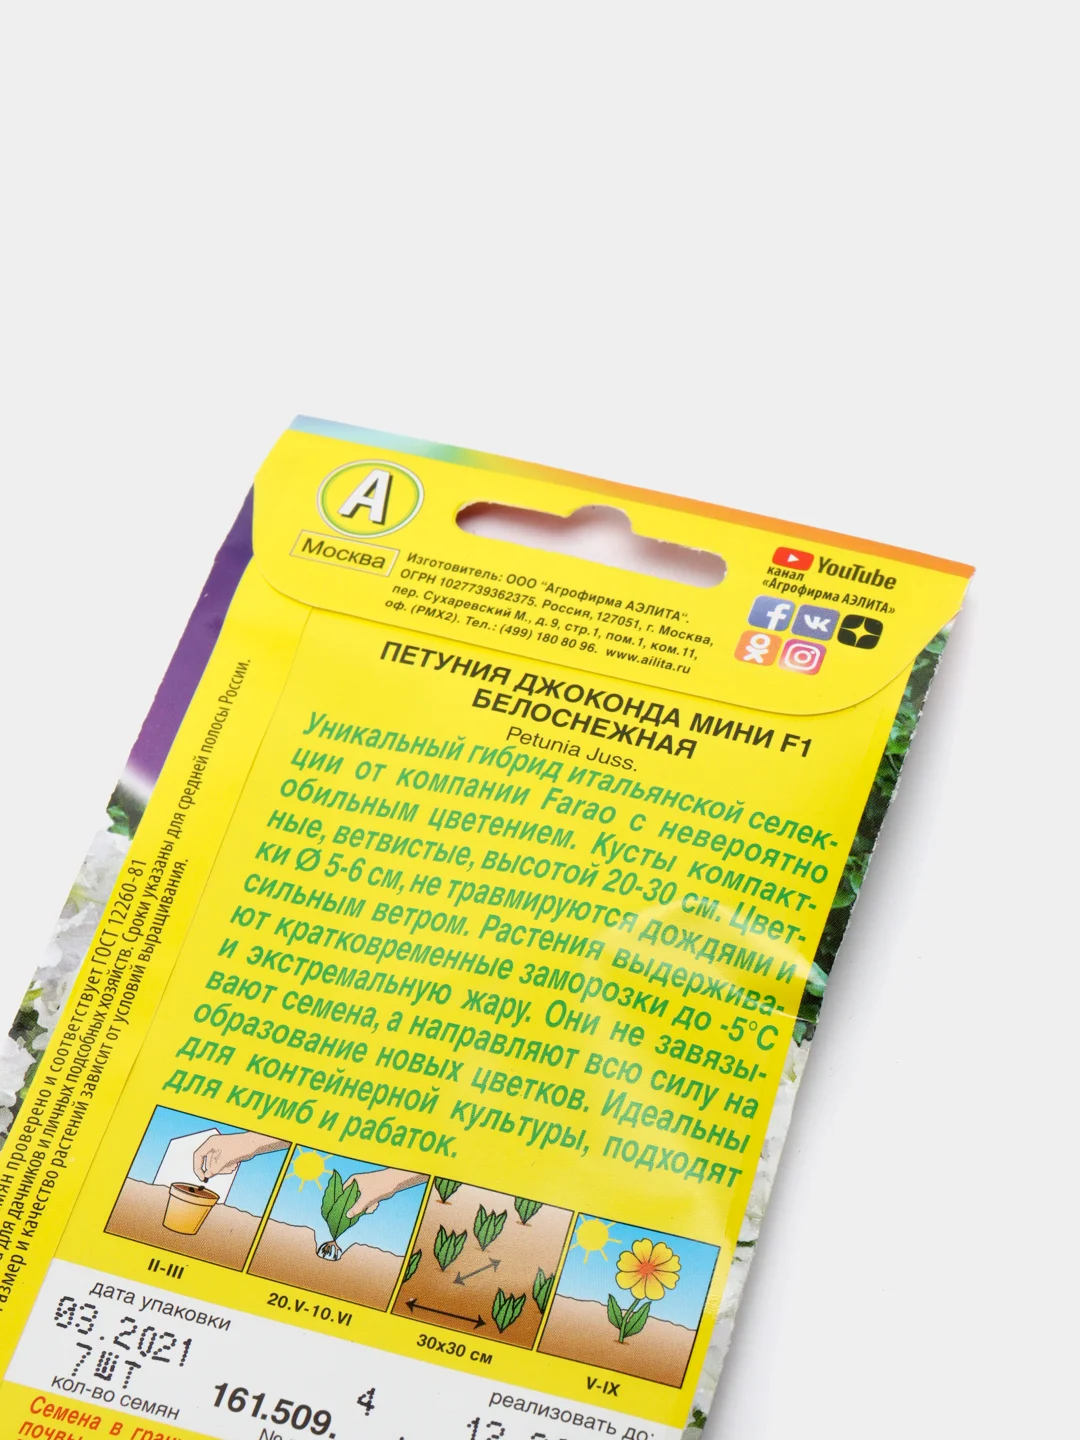 А
Москва
Изготовитель: ООО "Агрофирма АЭЛИТА".
ОГРН 1027739362375. Россия, 127051, г. Москва,
пер. Сухаревский М., д.9, стр.1, пом.1, ком.11,
оф. (РМХ2). Тел.: (499) 180 80 96. www.ailita.ru
YouTube
канал
«Агрофирма АЭЛИТА»
ПЕТУНИЯ ДЖОКОНДА МИНИ F1
БЕЛОСНЕЖНАЯ
Petunia Juss.
Уникальный гибрид итальянской селек-
ции от компании Farao с невероятно
обильным цветением. Кусты компакт-
ные, ветвистые, высотой 20-30 см. Цвет-
ки Ø 5-6 см, не травмируются дождями и
сильным ветром. Растения выдержива-
ют кратковременные заморозки до -5°С
и экстремальную жару. Они не завязы-
вают семена, а направляют всю силу на
образование новых цветков. Идеальны
для контейнерной культуры, подходят
для клумб и рабаток.
II-III
20.V-10.VI
30х30 см
V-IX
проверено и соответствует ГОСТ 12260-81
для дачников и личных подсобных хозяйств. Сроки указаны для средней полосы России.
размер и качество растений зависит от условий выращивания.
дата упаковки
03.2021
7 ШТ
кол-во семян
161.509.
4
реализовать до:
12
Семена в
почвы